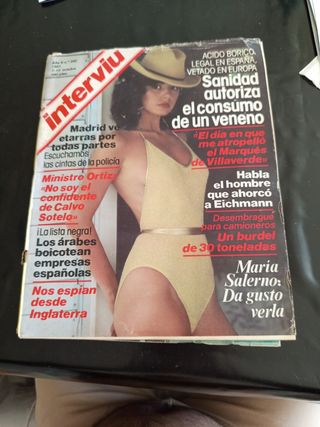 interviu
ACIDO BORICO,
LEGAL EN ESPAÑA,
VETADO EN EUROPA
Sanidad
autoriza
el consumo
de un veneno
Madrid ve
etarras por
todas partes
Escuchamos
las cintas de la policía
«El día en que
me atropelló
el Marqués
de Villaverde»
Ministro Ortiz:
«No soy el
confidente
de Calvo
Sotelo»
Habla
el hombre
que ahorcó
a Eichmann
¡La lista negra!
Los árabes
boicotean
empresas
españolas
Desembrague
para camioneros
Un burdel
de 30 toneladas
Nos espían
desde
Inglaterra
María
Salerno:
Da gusto
verla